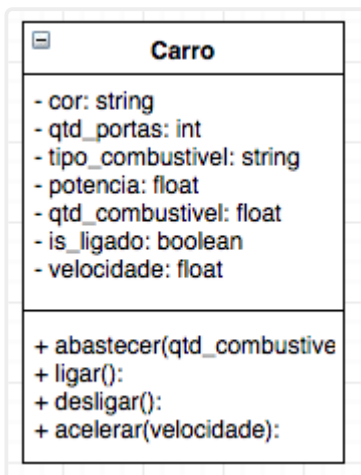 Carro
- cor: string
- qtd_portas: int
- tipo_combustivel: string
- potencia: float
- qtd_combustivel: float
- is_ligado: boolean
- velocidade: float
+ abastecer(qtd_combustive
+ ligar():
+ desligar():
+ acelerar(velocidade):